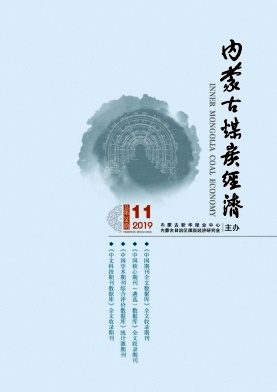 内蒙古煤炭經濟
INNER MONGOLIA COAL ECONOMY
11
2019
内蒙古新华报业中心
内蒙古自治区煤炭经济研究会
主办
◆《中国期刊全文数据库》全文收录期刊
◆《中国核心期刊(遴选)数据库》全文收录期刊
◆《中国学术期刊综合评价数据库》统计源期刊
◆《中文科技期刊数据库》全文收录期刊